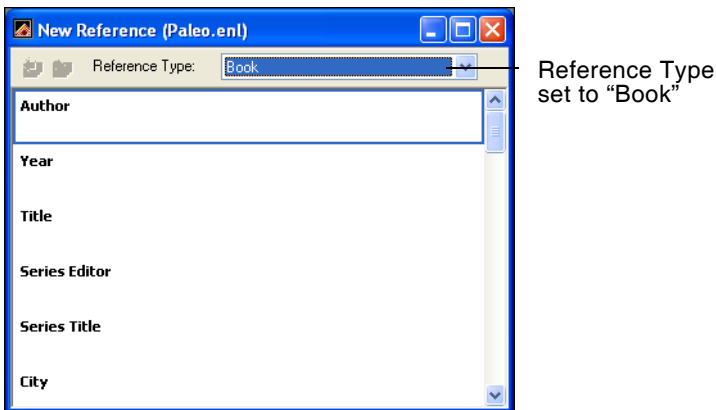 New Reference (Paleo.enl)
Reference Type: Book
Reference Type
set to “Book”
Author
Year
Title
Series Editor
Series Title
City